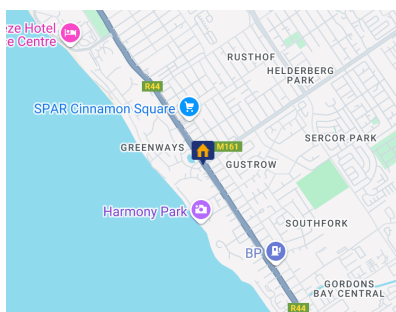 eze Hotel
e Centre
RUSTHOF
HELDERBERG
PARK
R44
SPAR Cinnamon Square
SERCOR PARK
GREENWAYS
M161
GUSTROW
Harmony Park
SOUTHFORK
BP
GORDONS
BAY CENTRAL
R44